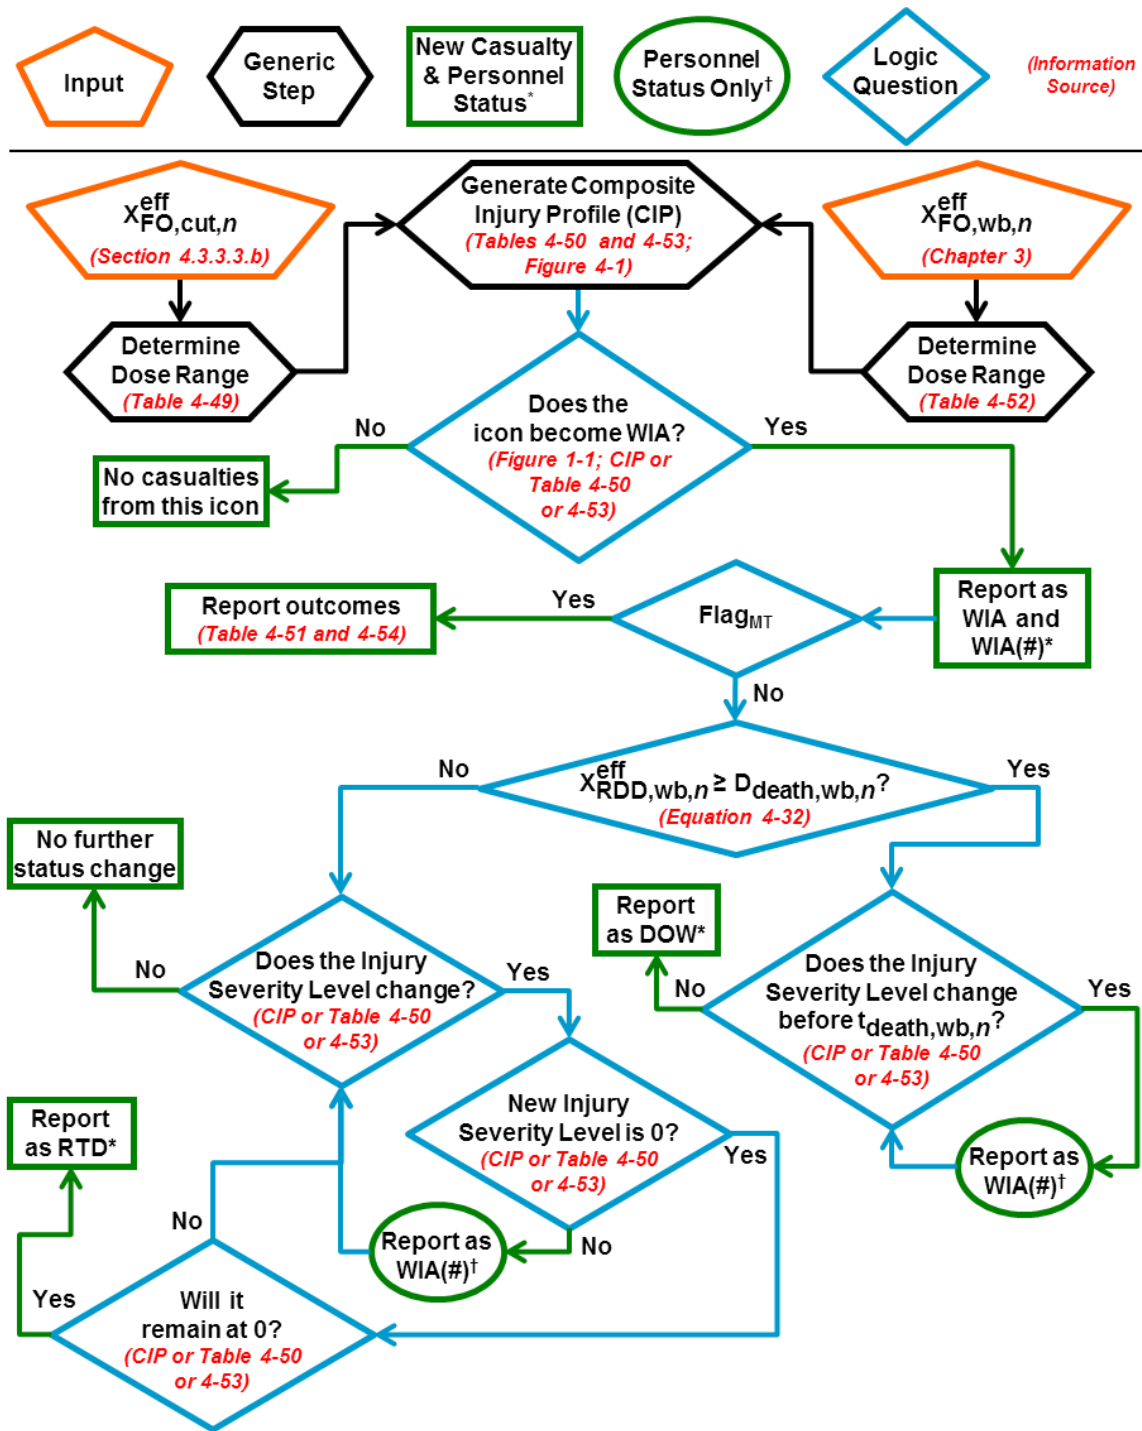 Input
Generic
Step
New Casualty
& Personnel
Status*
Personnel
Status Only†
Logic
Question
(Information
Source)
X^eff_FO,cut,n
(Section 4.3.3.3.b)
Generate Composite
Injury Profile (CIP)
(Tables 4-50 and 4-53;
Figure 4-1)
X^eff_FO,wb,n
(Chapter 3)
Determine
Dose Range
(Table 4-49)
Determine
Dose Range
(Table 4-52)
Does the
icon become WIA?
(Figure 1-1; CIP or
Table 4-50
or 4-53)
No
Yes
No casualties
from this icon
Report as
WIA and
WIA(#)*
Flag_MT
Yes
Report outcomes
(Table 4-51 and 4-54)
No
X^eff_RDD,wb,n ≥ D_death,wb,n?
(Equation 4-32)
No
Yes
No further
status change
Does the Injury
Severity Level change?
(CIP or Table 4-50
or 4-53)
No
Yes
Report
as DOW*
Does the Injury
Severity Level change
before t_death,wb,n?
(CIP or Table 4-50
or 4-53)
No
Yes
Report as
WIA(#)†
New Injury
Severity Level is 0?
(CIP or Table 4-50
or 4-53)
Yes
No
Report as
WIA(#)†
Report
as RTD*
No
Yes
Will it
remain at 0?
(CIP or Table 4-50
or 4-53)